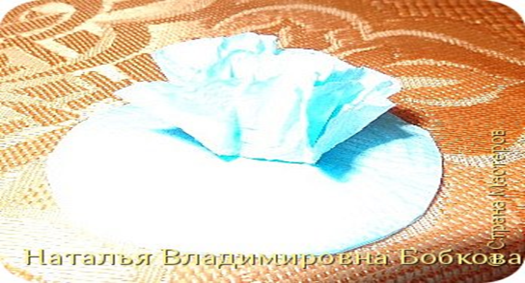 Страна Мастеров
Наталья Владимировна Бобкова